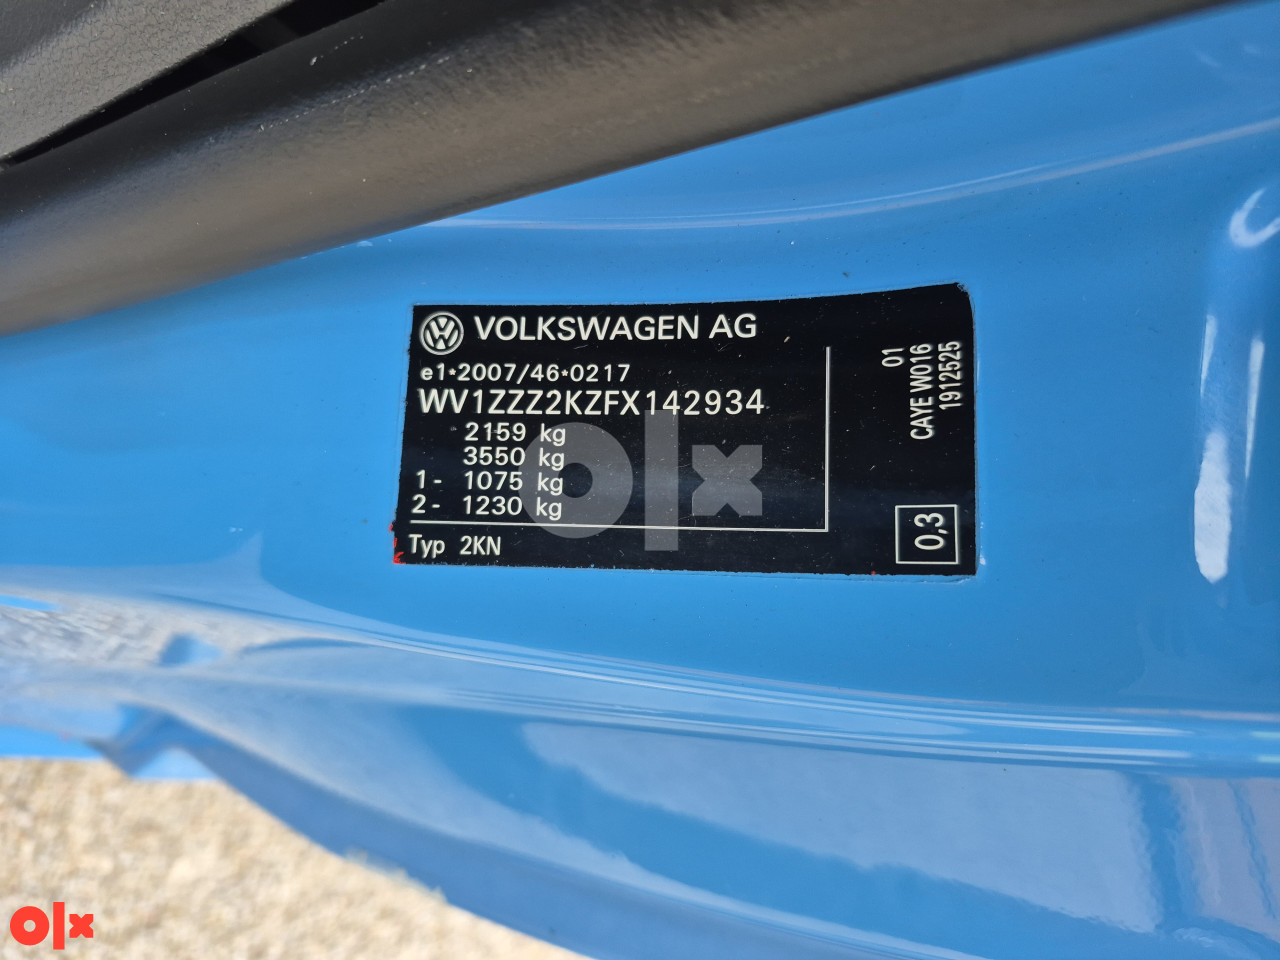 VOLKSWAGEN AG
e1*2007/46*0217
WV1ZZZ2KZFX142934
2159 kg
3550 kg
1- 1075 kg
2- 1230 kg
Typ 2KN
01
CAYE W016
1912525
0,3
olx
olx